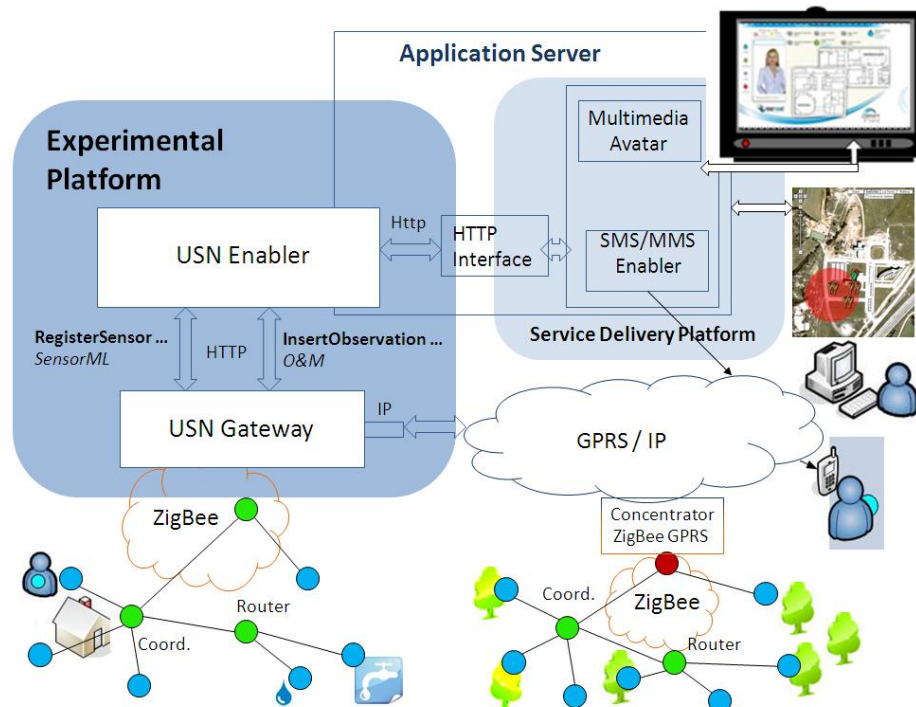 Application Server
Experimental
Platform
Multimedia
Avatar
USN Enabler
Http
HTTP
Interface
SMS/MMS
Enabler
RegisterSensor ...
SensorML
HTTP
InsertObservation ...
O&M
Service Delivery Platform
USN Gateway
IP
GPRS / IP
ZigBee
Concentrator
ZigBee GPRS
Router
Coord.
Coord.
ZigBee
Router